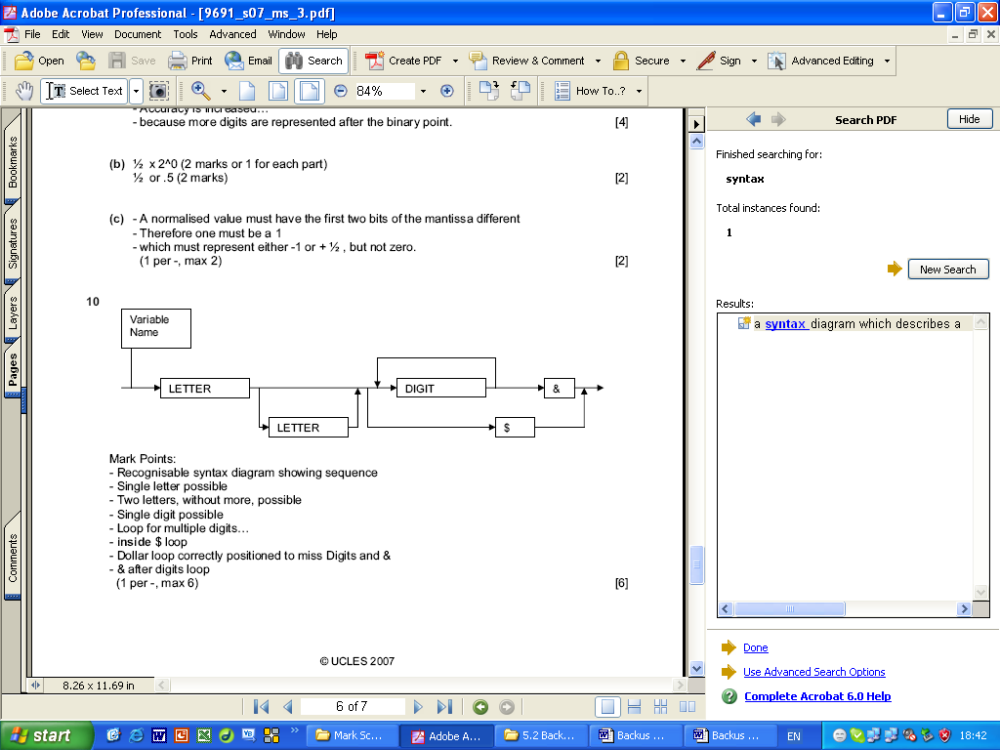 Adobe Acrobat Professional - [9691_s07_ms_3.pdf]
File Edit View Document Tools Advanced Window Help
Open Save Print Email Search Create PDF Review & Comment Secure Sign Advanced Editing
Select Text 84% How To..?
- Accuracy is increased…
- because more digits are represented after the binary point. [4]
(b) ½ x 2^0 (2 marks or 1 for each part)
½ or .5 (2 marks) [2]
(c) - A normalised value must have the first two bits of the mantissa different
- Therefore one must be a 1
- which must represent either -1 or + ½ , but not zero.
(1 per -, max 2) [2]
10
Variable
Name
LETTER DIGIT &
LETTER $
Mark Points:
- Recognisable syntax diagram showing sequence
- Single letter possible
- Two letters, without more, possible
- Single digit possible
- Loop for multiple digits…
- inside $ loop
- Dollar loop correctly positioned to miss Digits and &
- & after digits loop
(1 per -, max 6) [6]
© UCLES 2007
Bookmarks
Signatures
Layers
Pages
Comments
8.26 x 11.69 in
6 of 7
Search PDF Hide
Finished searching for:
syntax
Total instances found:
1
New Search
Results:
a syntax diagram which describes a
Done
Use Advanced Search Options
Complete Acrobat 6.0 Help
start Mark Sc... Adobe A... 5.2 Back... Backus ... Backus ... EN 18:42